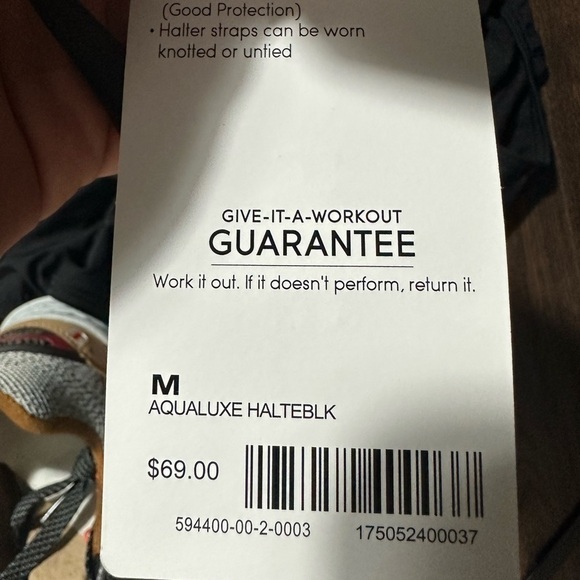 (Good Protection)
• Halter straps can be worn
knotted or untied
GIVE-IT-A-WORKOUT
GUARANTEE
Work it out. If it doesn't perform, return it.
M
AQUALUXE HALTEBLK
$69.00
594400-00-2-0003
175052400037